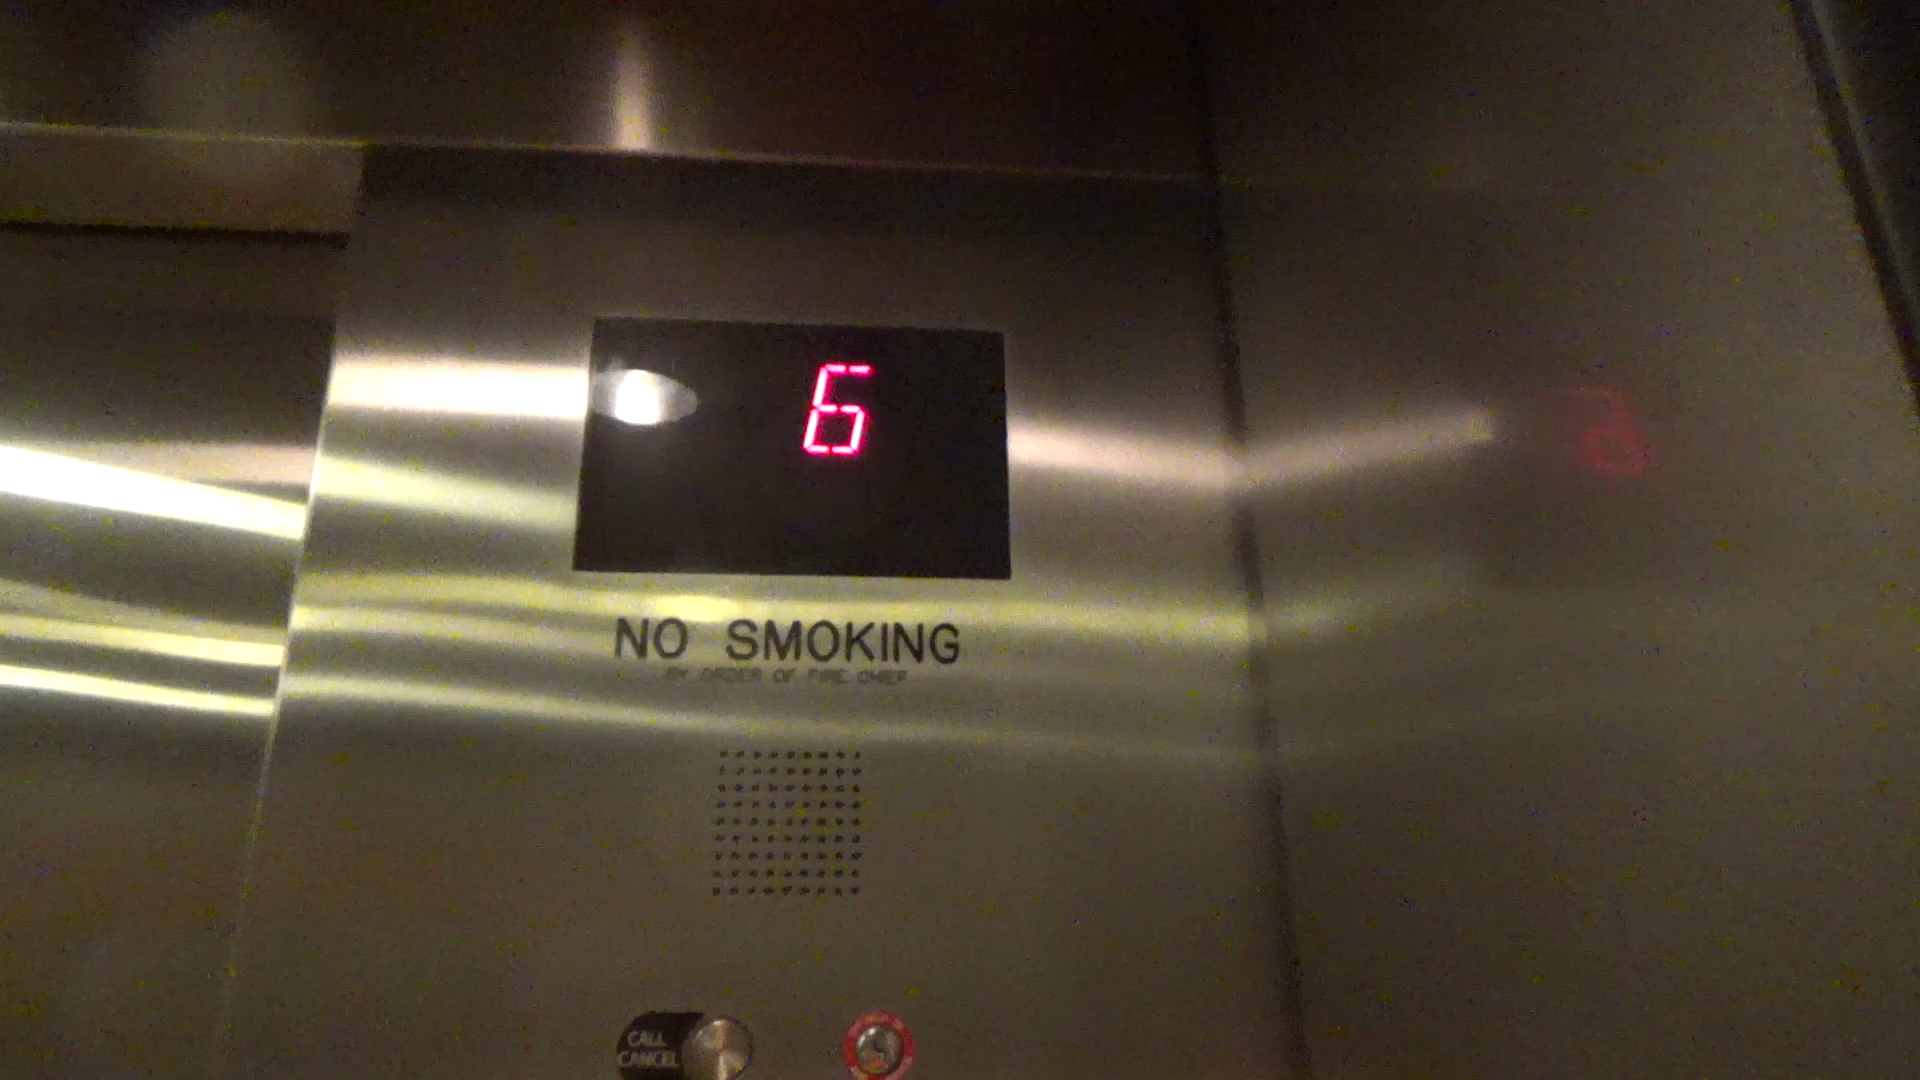 6
NO SMOKING
BY ORDER OF FIRE CHIEF
CALL
CANCEL